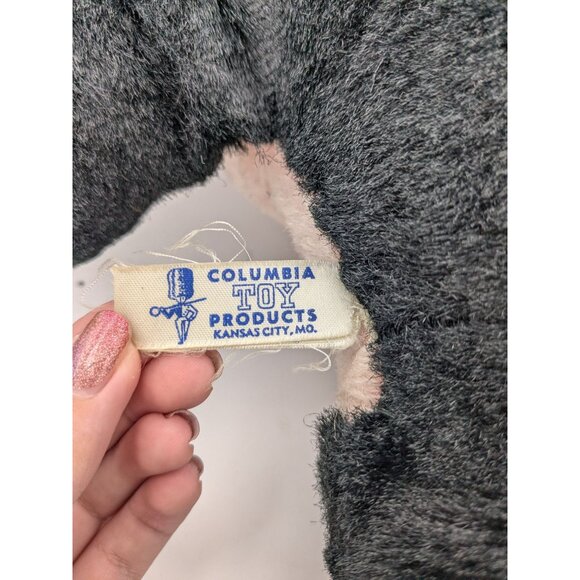 COLUMBIA
TOY
PRODUCTS
KANSAS CITY, MO.